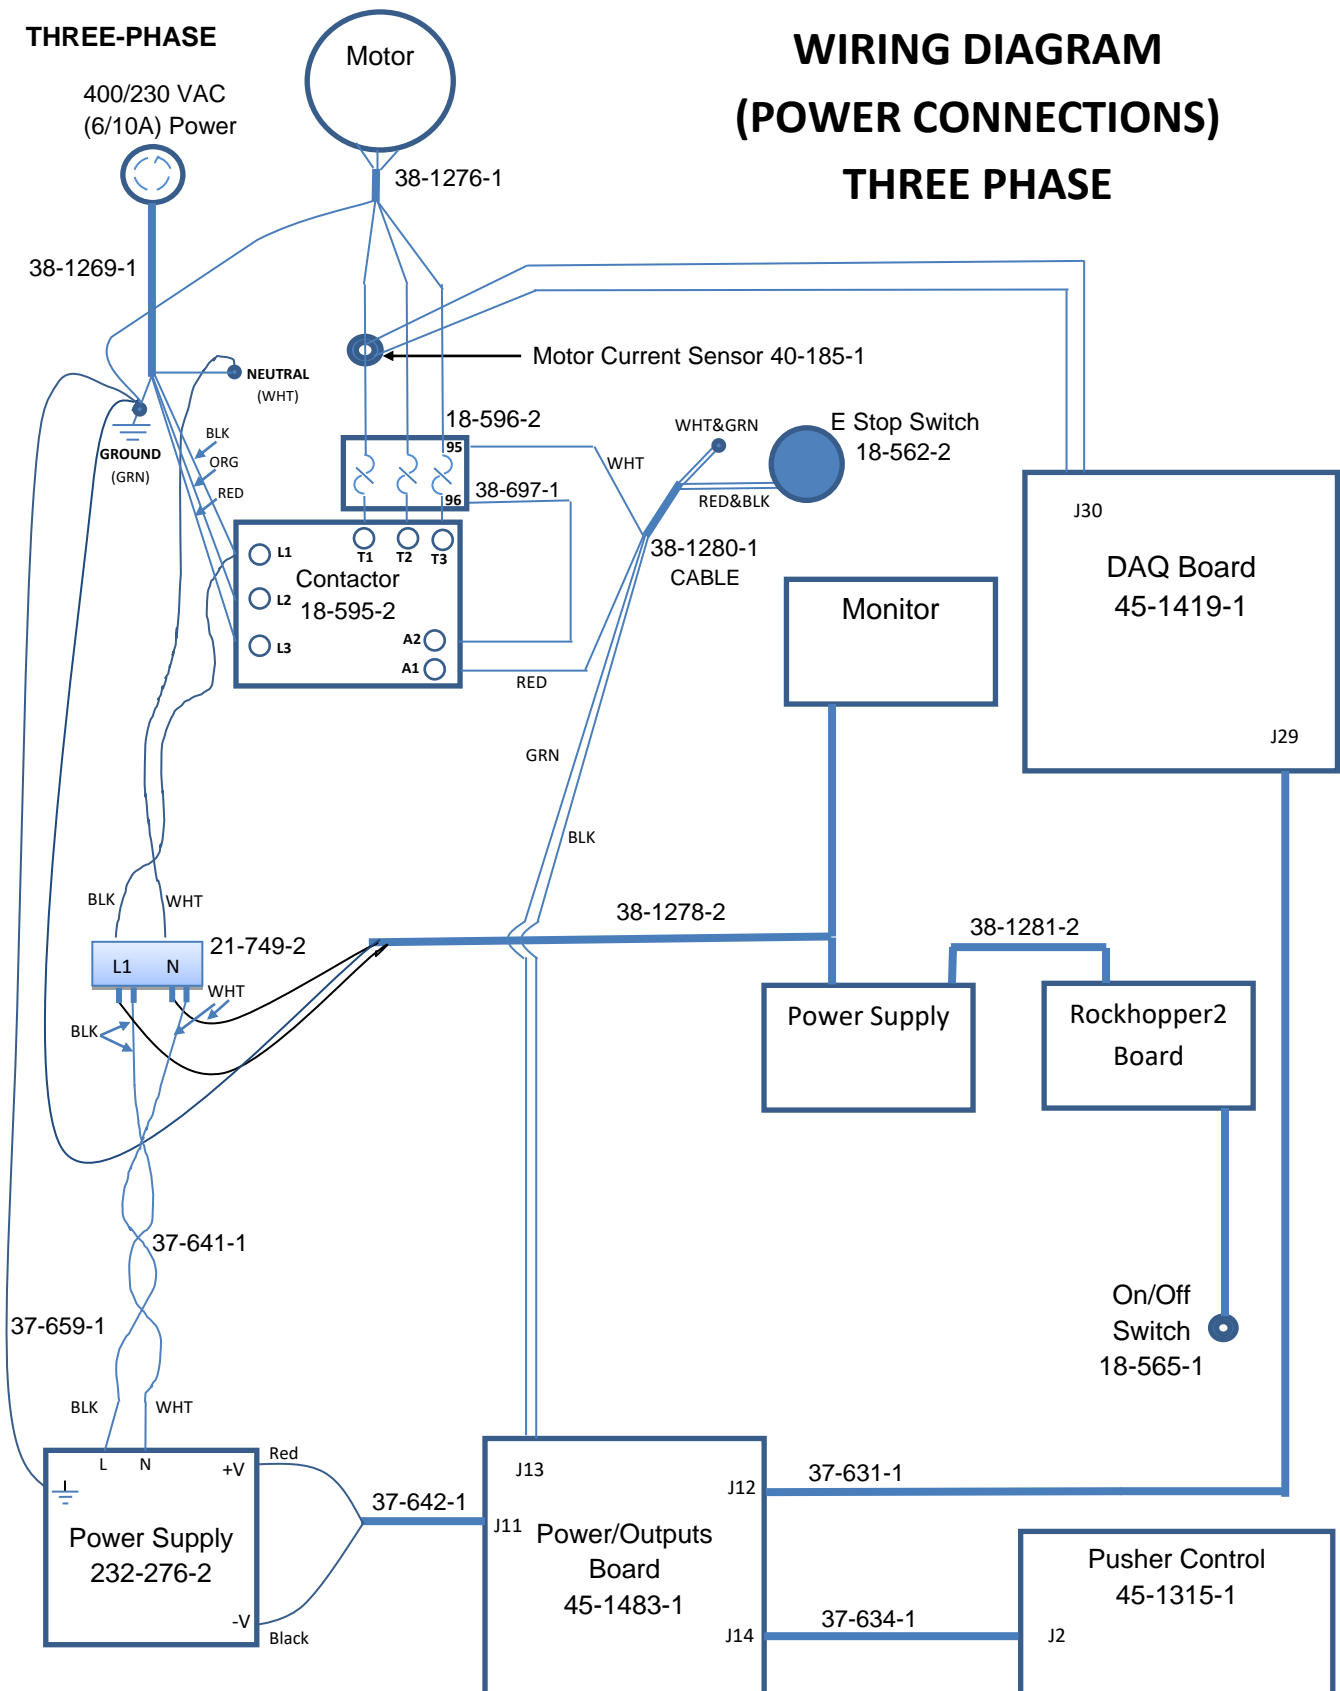 THREE-PHASE
WIRING DIAGRAM
(POWER CONNECTIONS)
THREE PHASE
400/230 VAC
(6/10A) Power
Motor
38-1276-1
38-1269-1
Motor Current Sensor 40-185-1
NEUTRAL
(WHT)
GROUND
(GRN)
BLK
ORG
RED
18-596-2
95
96
38-697-1
WHT
WHT&GRN
RED&BLK
E Stop Switch
18-562-2
38-1280-1
CABLE
L1
L2
L3
T1
T2
T3
Contactor
18-595-2
A2
A1
RED
J30
DAQ Board
45-1419-1
J29
Monitor
GRN
BLK
BLK
WHT
21-749-2
L1
N
WHT
BLK
38-1278-2
38-1281-2
Power Supply
Rockhopper2
Board
37-641-1
37-659-1
On/Off
Switch
18-565-1
BLK
WHT
L
N
+V
Red
Power Supply
232-276-2
-V
Black
37-642-1
J13
J11
Power/Outputs
Board
45-1483-1
J12
J14
37-631-1
37-634-1
Pusher Control
45-1315-1
J2